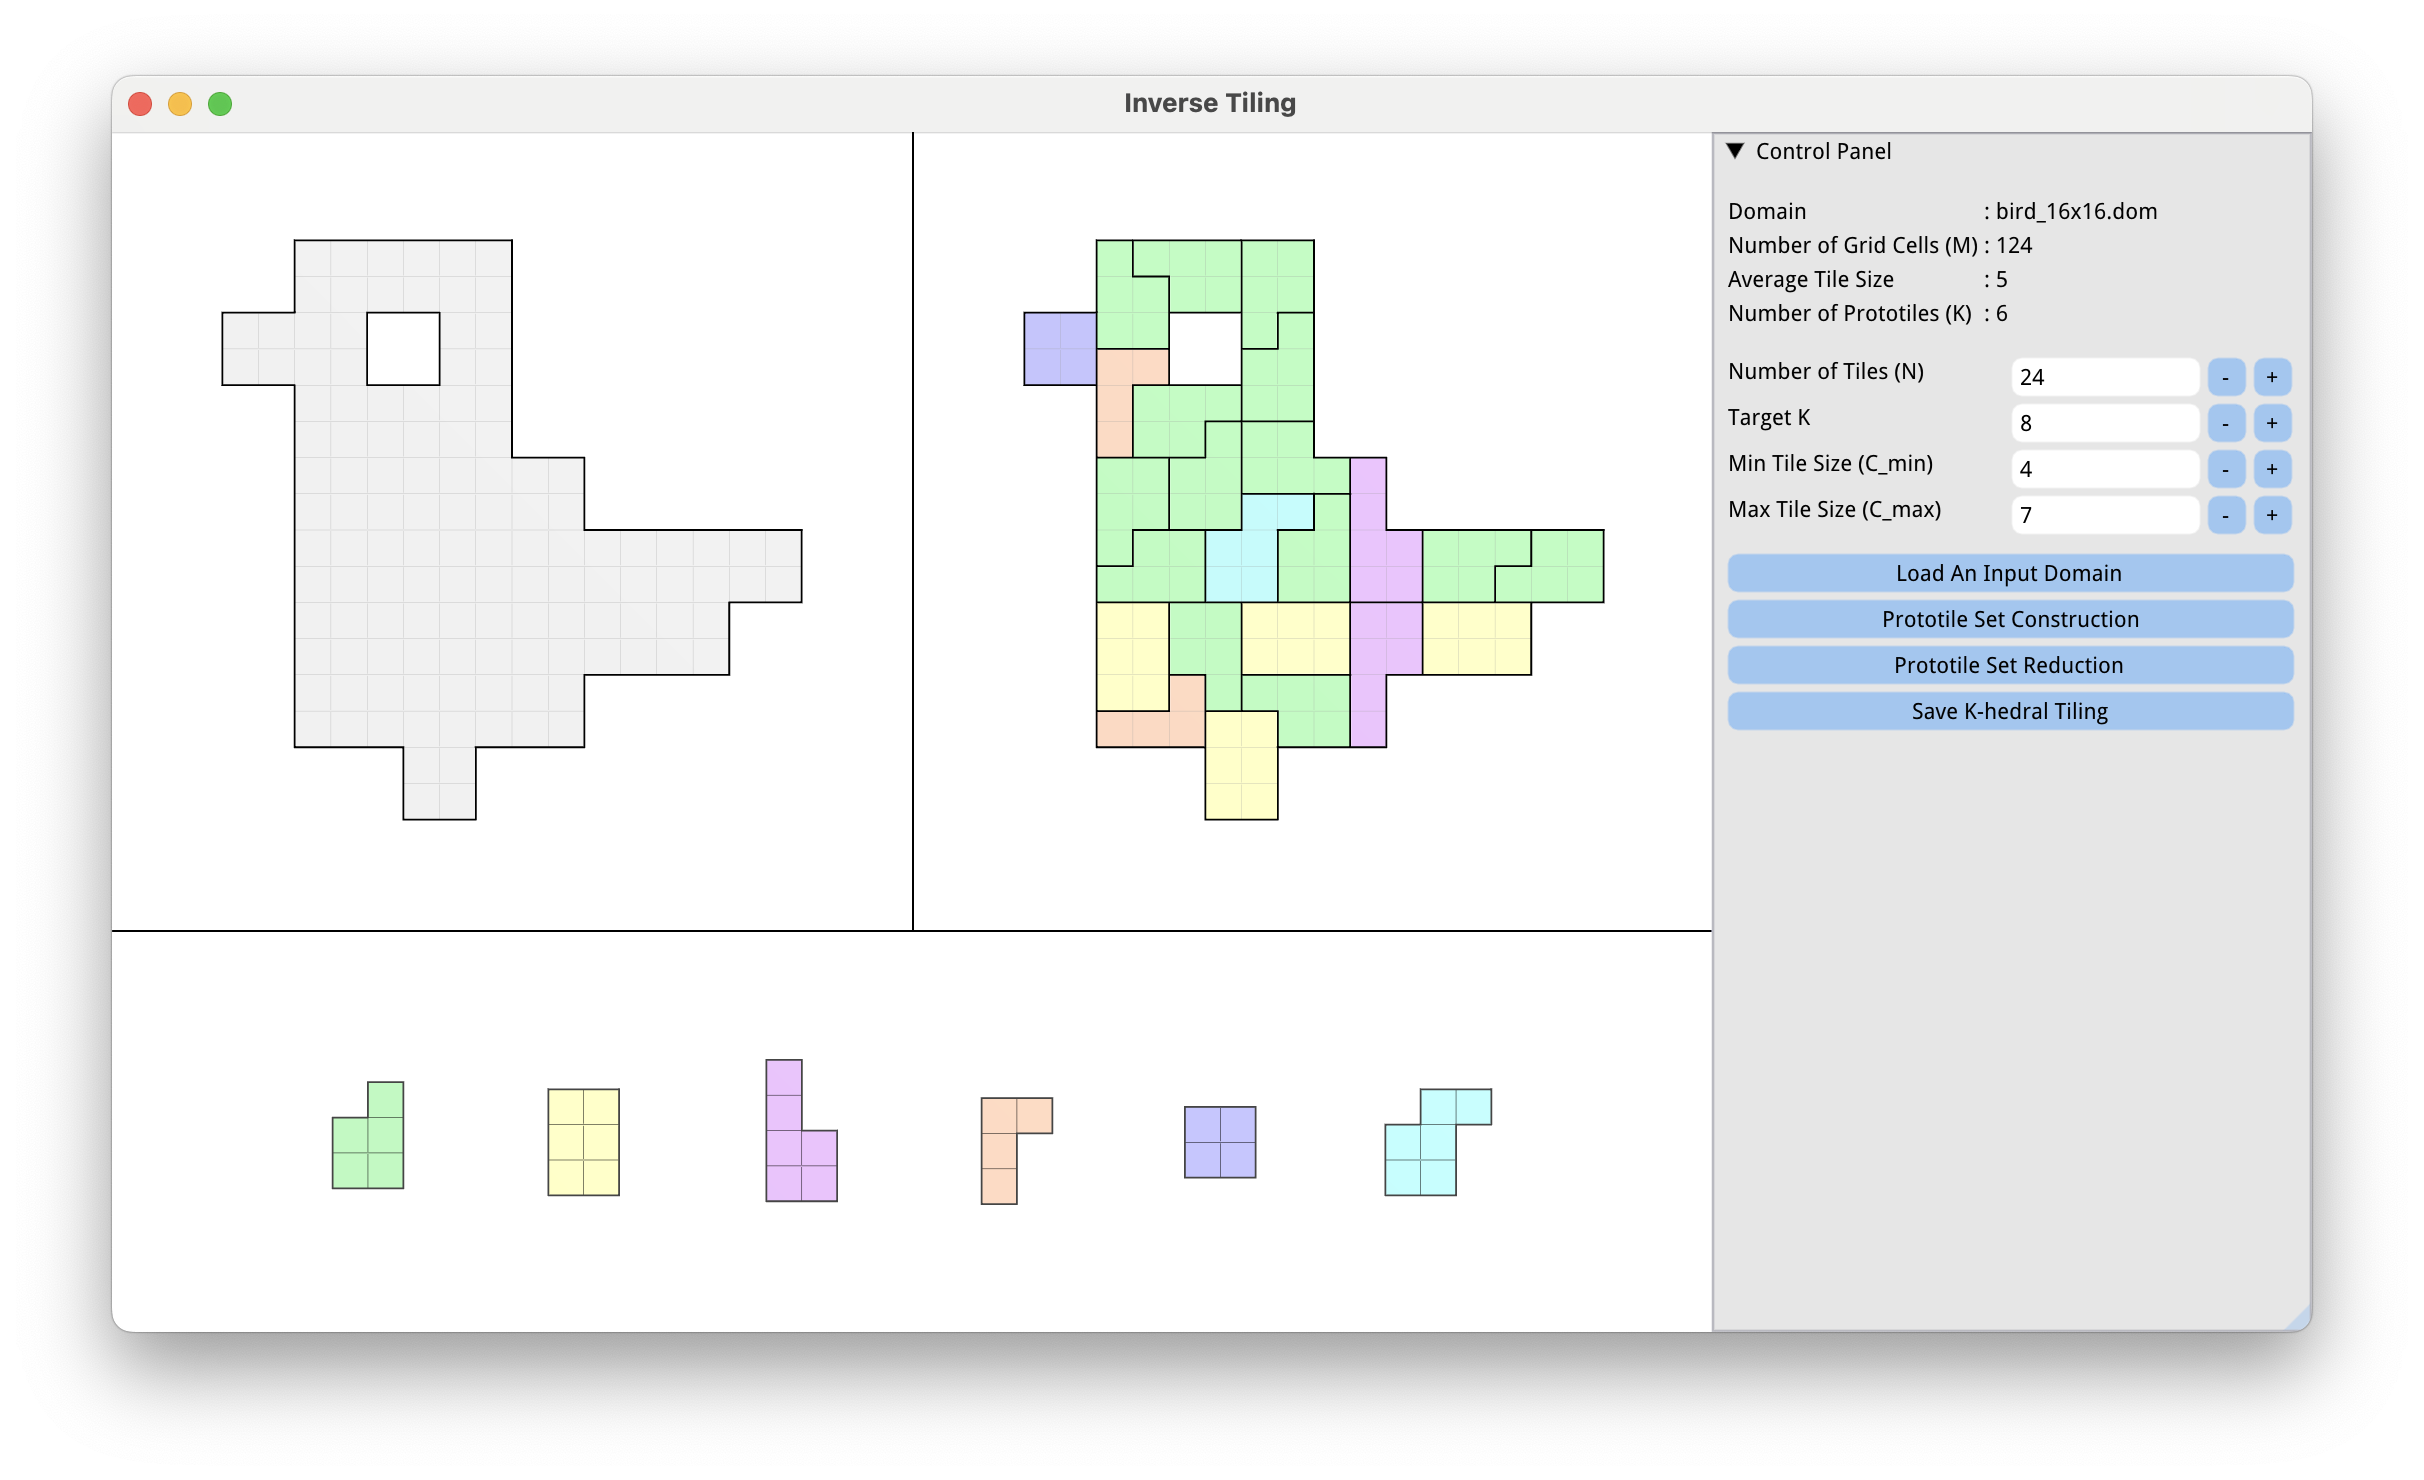 Inverse Tiling
Control Panel
Domain : bird_16x16.dom
Number of Grid Cells (M) : 124
Average Tile Size : 5
Number of Prototiles (K) : 6
Number of Tiles (N) 24 - +
Target K 8 - +
Min Tile Size (C_min) 4 - +
Max Tile Size (C_max) 7 - +
Load An Input Domain
Prototile Set Construction
Prototile Set Reduction
Save K-hedral Tiling